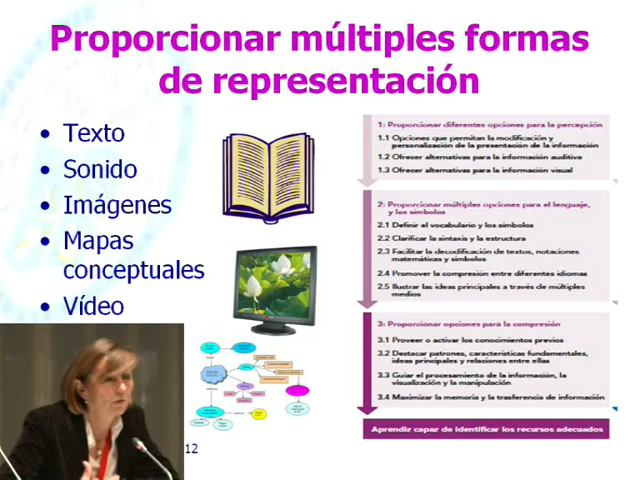 Proporcionar múltiples formas
de representación
• Texto
• Sonido
• Imágenes
• Mapas
conceptuales
• Vídeo
1: Proporcionar diferentes opciones para la percepción
1.1 Opciones que permitan la modificación y
personalización de la presentación de la información
1.2 Ofrecer alternativas para la información auditiva
1.3 Ofrecer alternativas para la información visual
2: Proporcionar múltiples opciones para el lenguaje,
y los símbolos
2.1 Definir el vocabulario y los símbolos
2.2 Clarificar la sintaxis y la estructura
2.3 Facilitar la decodificación de textos, notaciones
matemáticas y símbolos
2.4 Promover la compresión entre diferentes idiomas
2.5 Ilustrar las ideas principales a través de múltiples
medios
3: Proporcionar opciones para la compresión
3.1 Proveer o activar los conocimientos previos
3.2 Destacar patrones, características fundamentales,
ideas principales y relaciones entre ellas
3.3 Guiar el procesamiento de la información, la
visualización y la manipulación
3.4 Maximizar la memoria y la trasferencia de información
Aprendir capaz de identificar los recursos adecuados
12